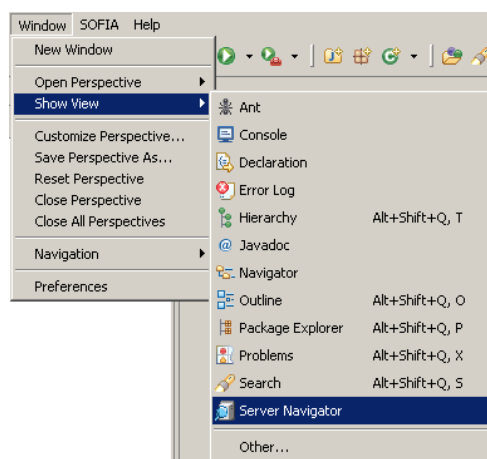 Window SOFIA Help
New Window
Open Perspective
Show View
Customize Perspective...
Save Perspective As...
Reset Perspective
Close Perspective
Close All Perspectives
Navigation
Preferences
Ant
Console
Declaration
Error Log
Hierarchy Alt+Shift+Q, T
Javadoc
Navigator
Outline Alt+Shift+Q, O
Package Explorer Alt+Shift+Q, P
Problems Alt+Shift+Q, X
Search Alt+Shift+Q, S
Server Navigator
Other...